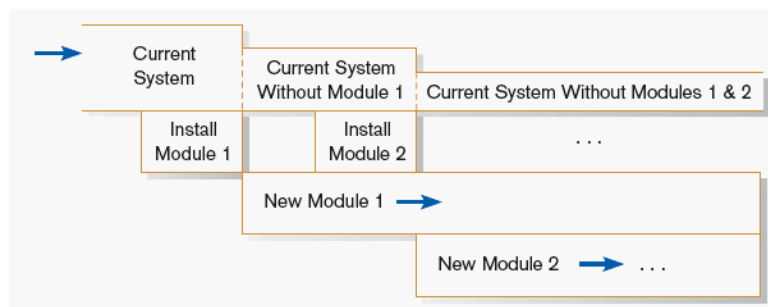 Current
System
Current System
Without Module 1
Current System Without Modules 1 & 2
Install
Module 1
Install
Module 2
. . .
New Module 1
New Module 2
. . .